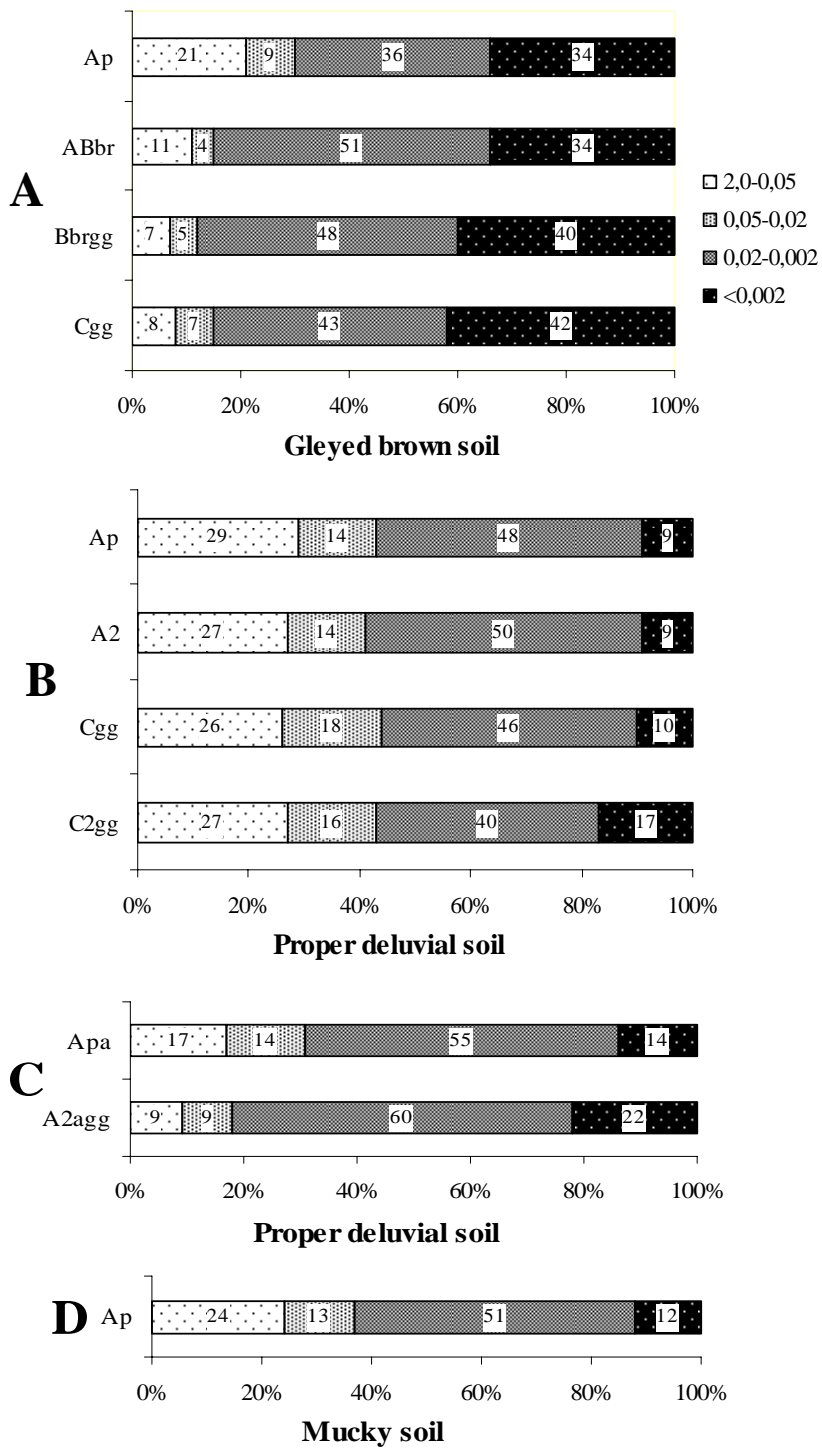 Ap 21 9 36 34
ABbr 11 4 51 34
A
Bbrgg 7 5 48 40
Cgg 8 7 43 42
2,0-0,05
0,05-0,02
0,02-0,002
<0,002
0% 20% 40% 60% 80% 100%
Gleyed brown soil
Ap 29 14 48 9
A2 27 14 50 9
B
Cgg 26 18 46 10
C2gg 27 16 40 17
0% 20% 40% 60% 80% 100%
Proper deluvial soil
Apa 17 14 55 14
C
A2agg 9 9 60 22
0% 20% 40% 60% 80% 100%
Proper deluvial soil
D Ap 24 13 51 12
0% 20% 40% 60% 80% 100%
Mucky soil